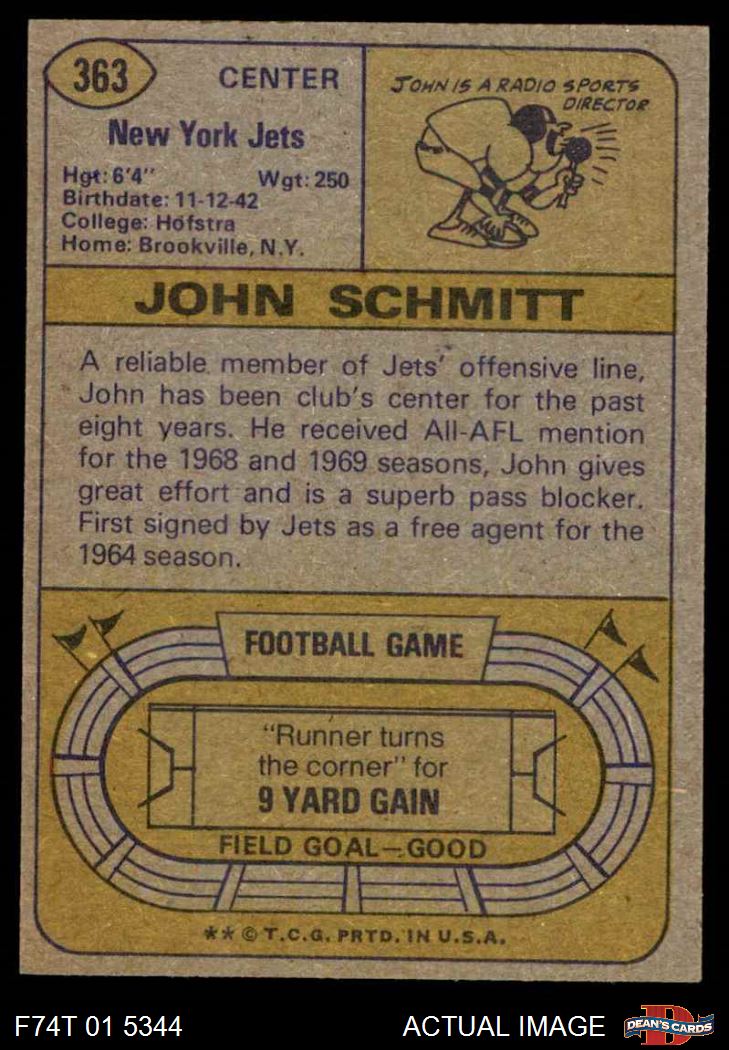 363
CENTER
New York Jets
Hgt: 6'4" Wgt: 250
Birthdate: 11-12-42
College: Hofstra
Home: Brookville, N.Y.
JOHN IS A RADIO SPORTS
DIRECTOR
JOHN SCHMITT
A reliable member of Jets' offensive line,
John has been club's center for the past
eight years. He received All-AFL mention
for the 1968 and 1969 seasons, John gives
great effort and is a superb pass blocker.
First signed by Jets as a free agent for the
1964 season.
FOOTBALL GAME
"Runner turns
the corner" for
9 YARD GAIN
FIELD GOAL—GOOD
** © T.C.G. PRTD. IN U.S.A.
F74T 01 5344 ACTUAL IMAGE
D
DEAN'S CARDS